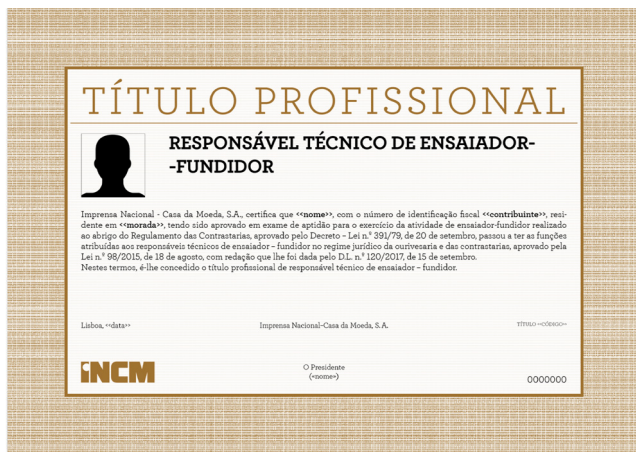 TÍTULO PROFISSIONAL
RESPONSÁVEL TÉCNICO DE ENSAIADOR-
-FUNDIDOR
Imprensa Nacional - Casa da Moeda, S.A., certifica que <<nome>>, com o número de identificação fiscal <<contribuinte>>, resi-
dente em <<morada>>, tendo sido aprovado em exame de aptidão para o exercício da atividade de ensaiador-fundidor realizado
ao abrigo do Regulamento das Contrastarias, aprovado pelo Decreto – Lei n.º 391/79, de 20 de setembro, passou a ter as funções
atribuídas aos responsáveis técnicos de ensaiador – fundidor no regime jurídico da ourivesaria e das contrastarias, aprovado pela
Lei n.º 98/2015, de 18 de agosto, com redação que lhe foi dada pelo D.L. n.º 120/2017, de 15 de setembro.
Nestes termos, é-lhe concedido o título profissional de responsável técnico de ensaiador – fundidor.
Lisboa, <<data>>
Imprensa Nacional-Casa da Moeda, S.A.
TÍTULO <<CÓDIGO>>
INCM
O Presidente
(<nome>)
0000000